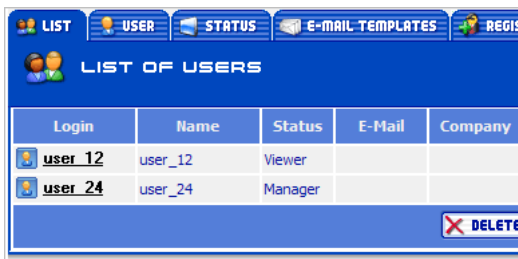 LIST USER STATUS E-MAIL TEMPLATES
LIST OF USERS
Login Name Status E-Mail Company
user_12 user_12 Viewer
user_24 user_24 Manager
DELETE